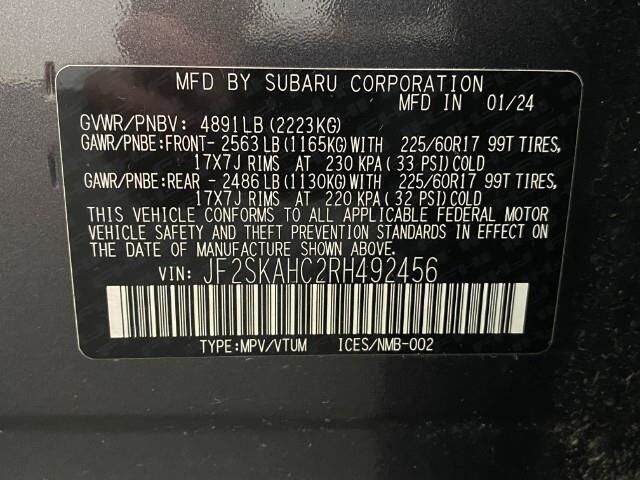 MFD BY SUBARU CORPORATION
MFD IN 01/24
GVWR/PNBV: 4891LB (2223KG)
GAWR/PNBE:FRONT- 2563 LB (1165KG) WITH 225/60R17 99T TIRES,
17X7J RIMS AT 230 KPA (33 PSI) COLD
GAWR/PNBE:REAR - 2486 LB (1130KG) WITH 225/60R17 99T TIRES,
17X7J RIMS AT 220 KPA (32 PSI) COLD
THIS VEHICLE CONFORMS TO ALL APPLICABLE FEDERAL MOTOR
VEHICLE SAFETY AND THEFT PREVENTION STANDARDS IN EFFECT
ON THE DATE OF MANUFACTURE SHOWN ABOVE.
VIN: JF2SKAHC2RH492456
TYPE:MPV/VTUM ICES/NMB-002